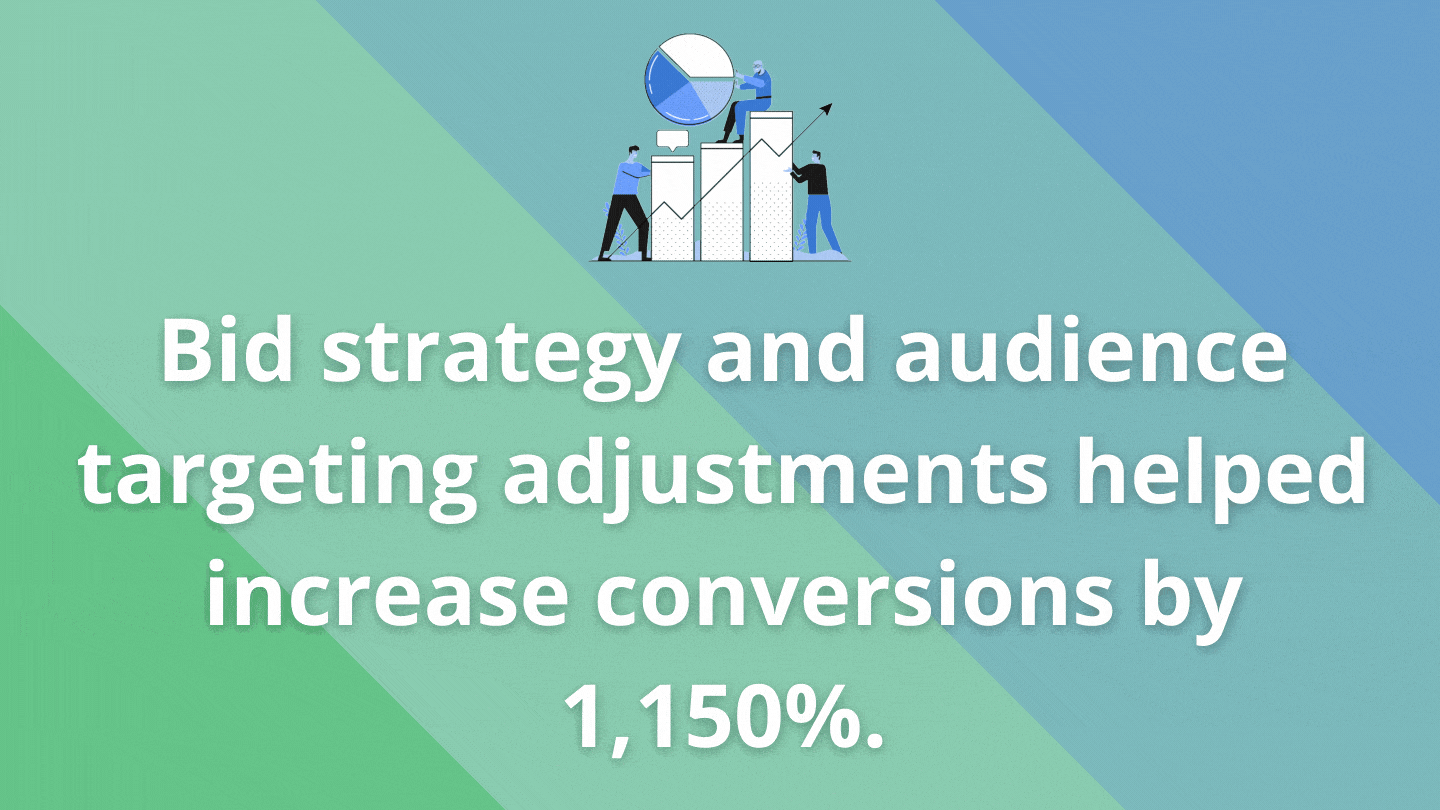 Bid strategy and audience
targeting adjustments helped
increase conversions by
1,150%.